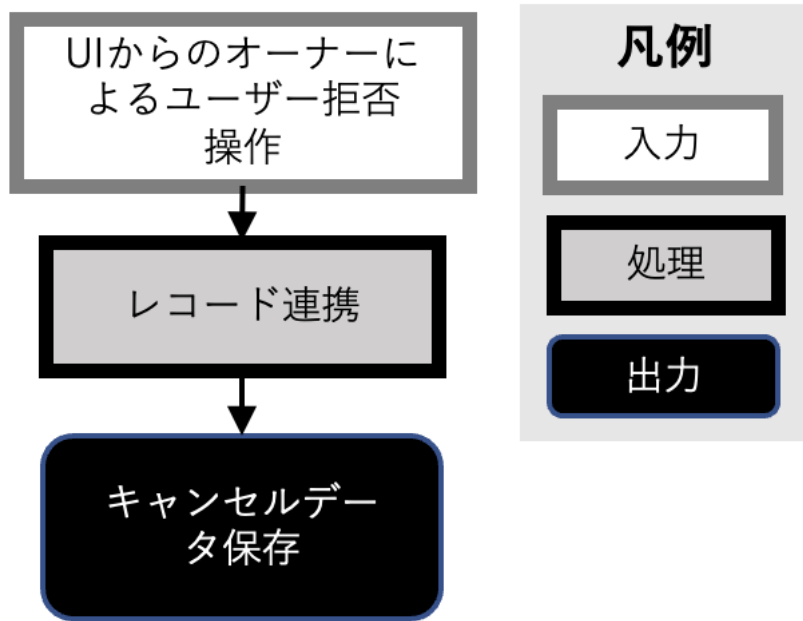 UIからのオーナーに
よるユーザー拒否
操作
レコード連携
キャンセルデー
タ保存
凡例
入力
処理
出力